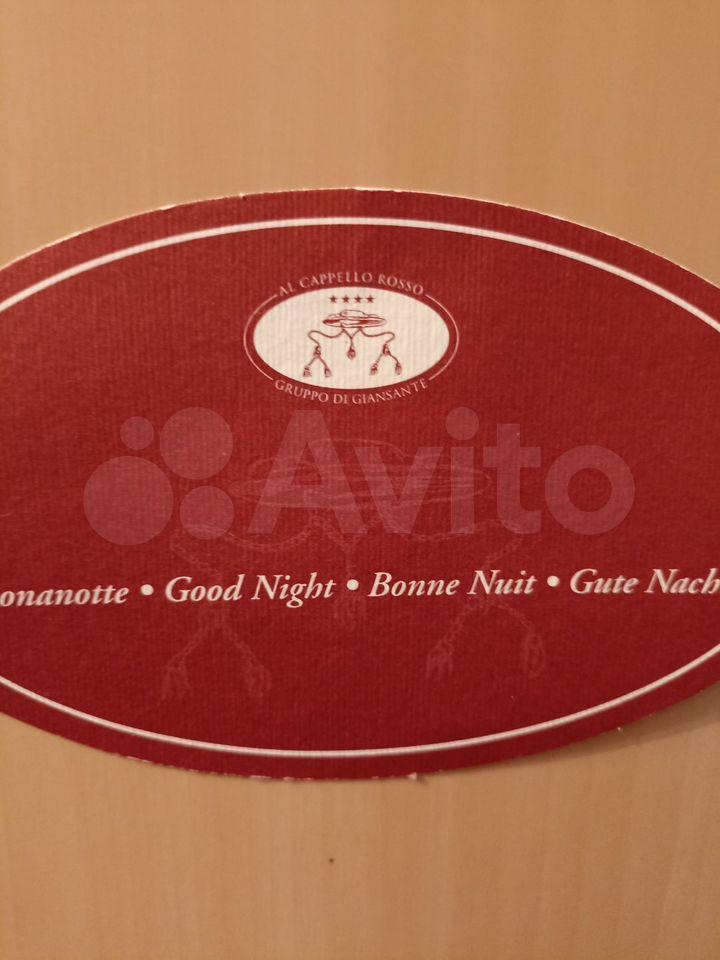 AL CAPPELLO ROSSO
★★★★
GRUPPO DI GIANSANTE
Avito
onanotte • Good Night • Bonne Nuit • Gute Nach